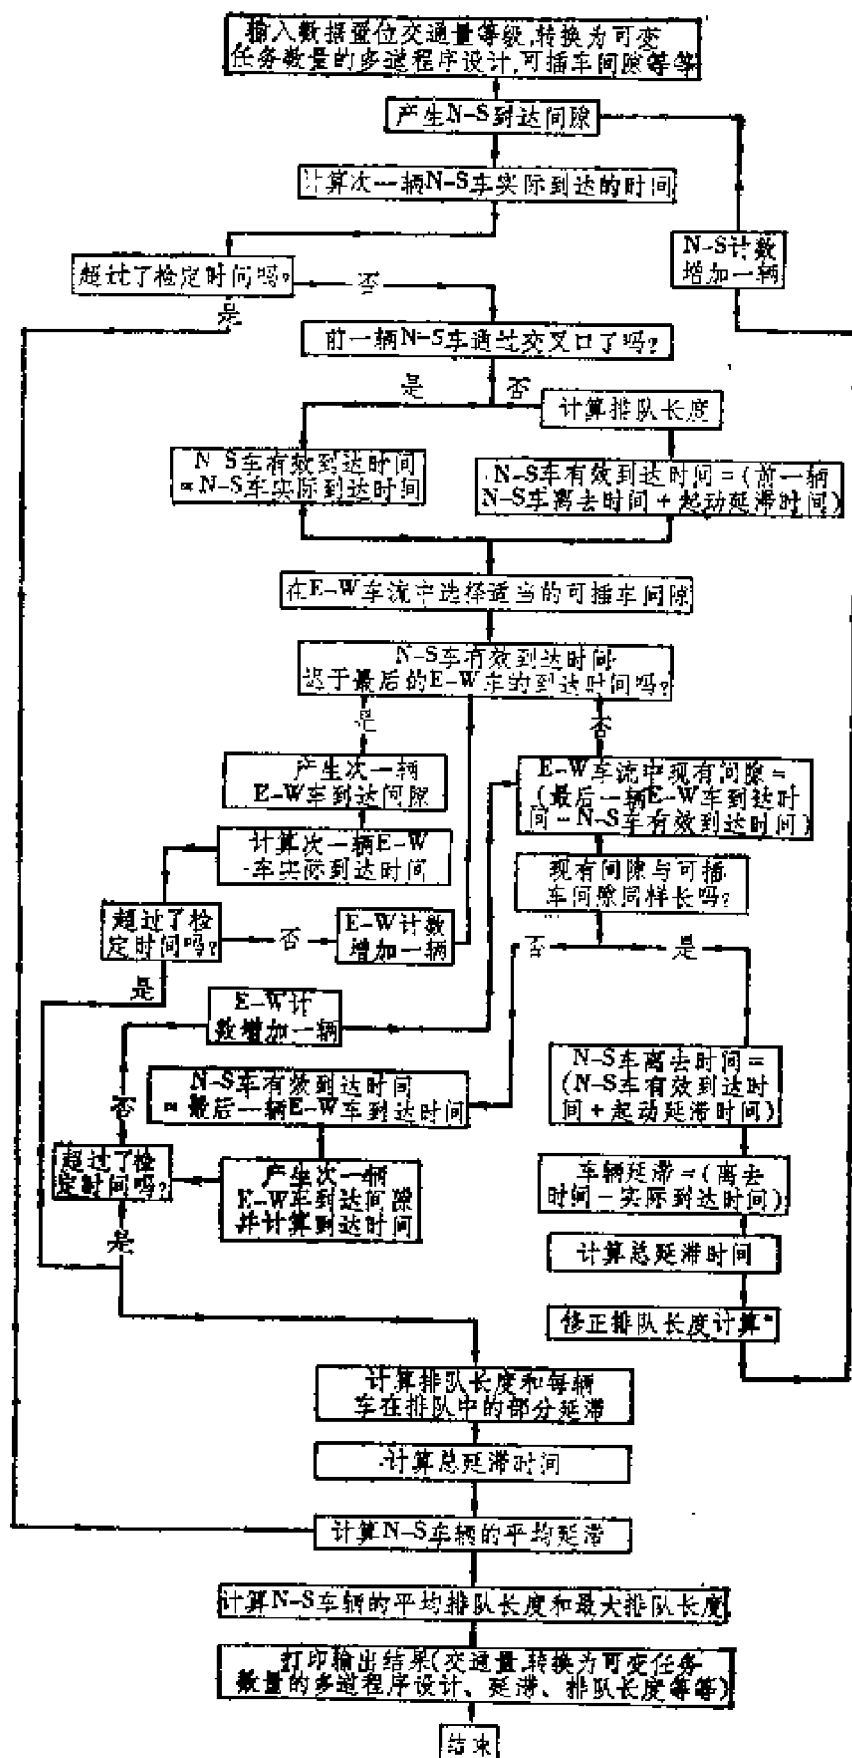 输入数据置位交通量等级,转换为可变
任务数量的多道程序设计,可插车间隙等等
产生N-S到达间隙
计算次一辆N-S车实际到达的时间
N-S计数
增加一辆
超过了检定时间吗?
否
是
前一辆N-S车通过交叉口了吗?
是
否
计算排队长度
N-S车有效到达时间
=N-S车实际到达时间
N-S车有效到达时间=(前一辆
N-S车离去时间+起动延滞时间)
在E-W车流中选择适当的可插车间隙
N-S车有效到达时间
迟于最后的E-W车的到达时间吗?
是
否
产生次一辆
E-W车到达间隙
E-W车流中现有间隙=
(最后一辆E-W车到达时
间-N-S车有效到达时间)
计算次一辆E-W
车实际到达时间
现有间隙与可插
车间隙同样长吗?
超过了检
定时间吗?
否
E-W计数
增加一辆
否
是
是
E-W计
数增加一辆
N-S车离去时间=
(N-S车有效到达时
间+起动延滞时间)
N-S车有效到达时间
=最后一辆E-W车到达时间
否
超过了检
定时间吗?
产生次一辆
E-W车到达间隙
并计算到达时间
车辆延滞=(离去
时间-实际到达时间)
是
计算总延滞时间
修正排队长度计算*
计算排队长度和每辆
车在排队中的部分延滞
计算总延滞时间
计算N-S车辆的平均延滞
计算N-S车辆的平均排队长度和最大排队长度
打印输出结果(交通量,转换为可变任务
数量的多道程序设计、延滞、排队长度等等)
结束